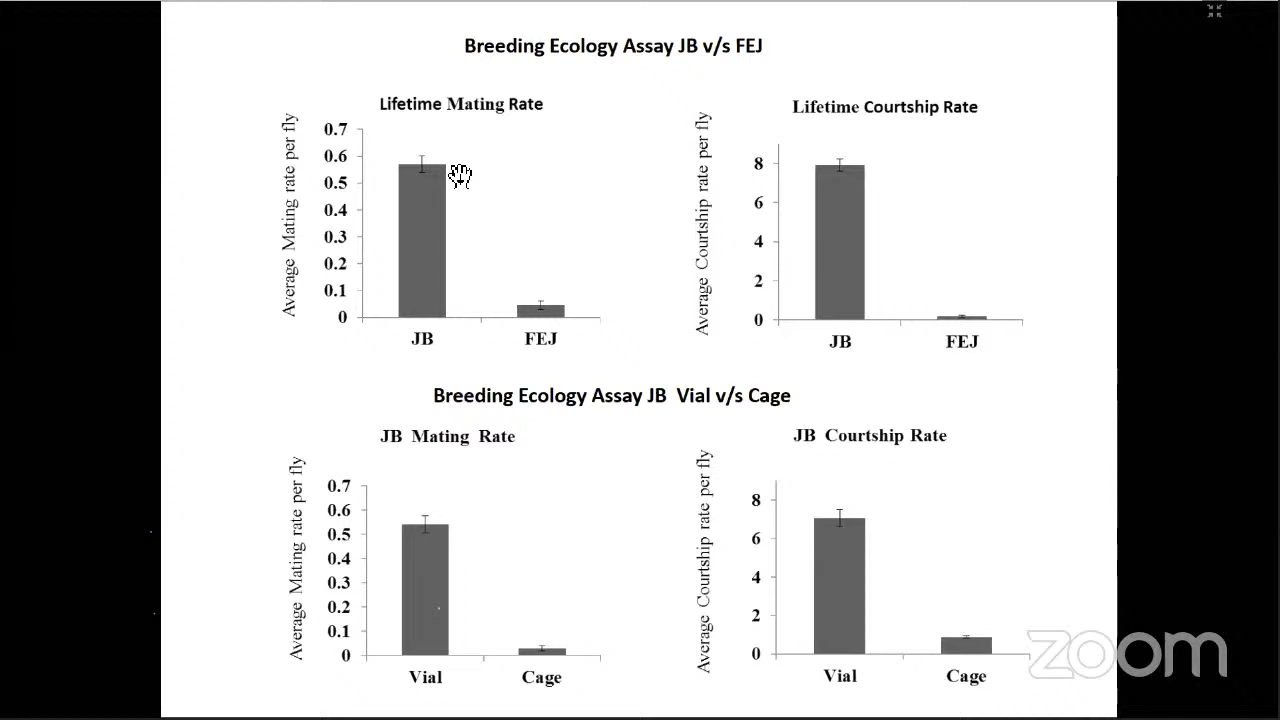 Breeding Ecology Assay JB v/s FEJ
Lifetime Mating Rate
Average Mating rate per fly
0.7
0.6
0.5
0.4
0.3
0.2
0.1
0
JB
FEJ
Lifetime Courtship Rate
Average Courtship rate per fly
8
6
4
2
0
JB
FEJ
Breeding Ecology Assay JB Vial v/s Cage
JB Mating Rate
Average Mating rate per fly
0.7
0.6
0.5
0.4
0.3
0.2
0.1
0
Vial
Cage
JB Courtship Rate
Average Courtship rate per fly
8
6
4
2
0
Vial
Cage
zoom